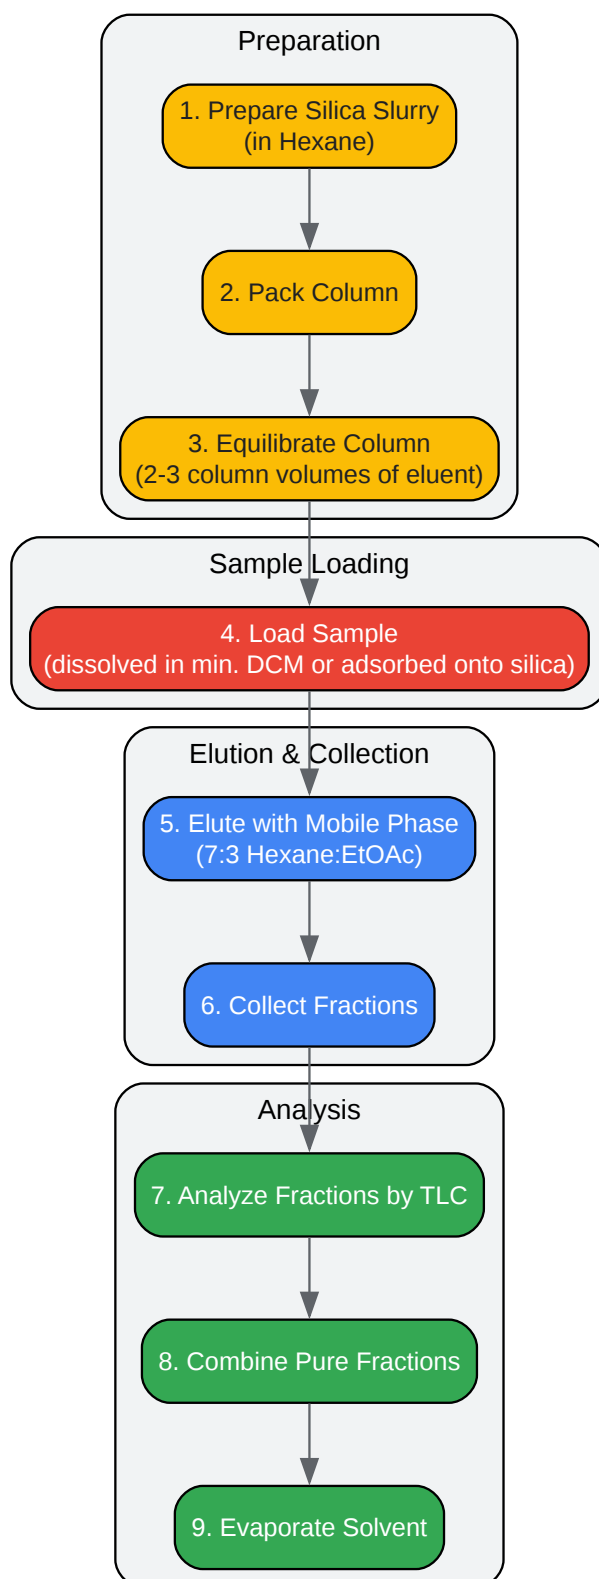 Preparation
1. Prepare Silica Slurry
(in Hexane)
2. Pack Column
3. Equilibrate Column
(2-3 column volumes of eluent)
Sample Loading
4. Load Sample
(dissolved in min. DCM or adsorbed onto silica)
Elution & Collection
5. Elute with Mobile Phase
(7:3 Hexane:EtOAc)
6. Collect Fractions
Analysis
7. Analyze Fractions by TLC
8. Combine Pure Fractions
9. Evaporate Solvent